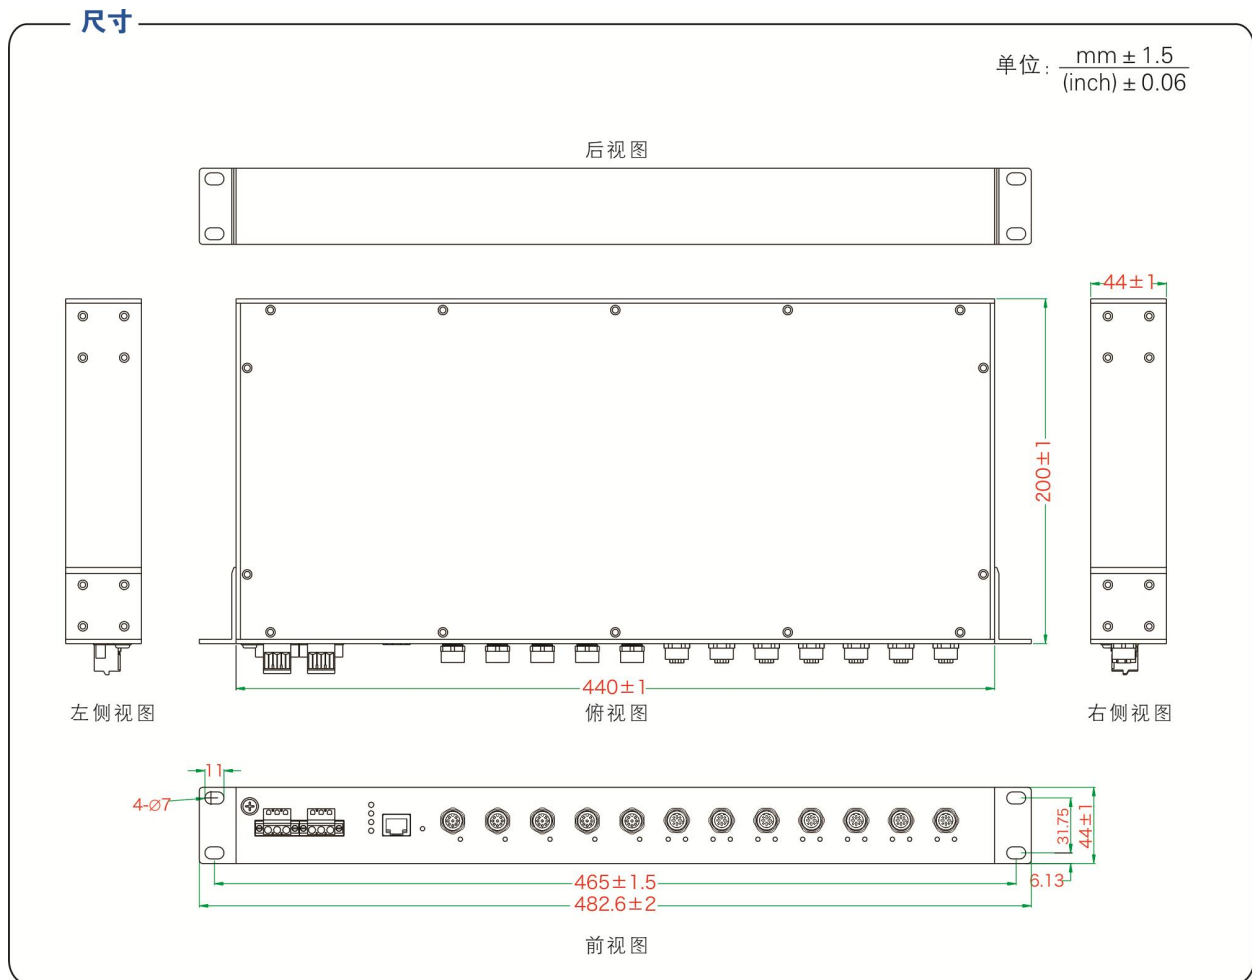 尺寸
单位: mm ± 1.5
(inch) ± 0.06
后视图
44±1
200±1
440±1
左侧视图
俯视图
右侧视图
11
4-∅7
31.75
44±1
6.13
465±1.5
482.6±2
前视图